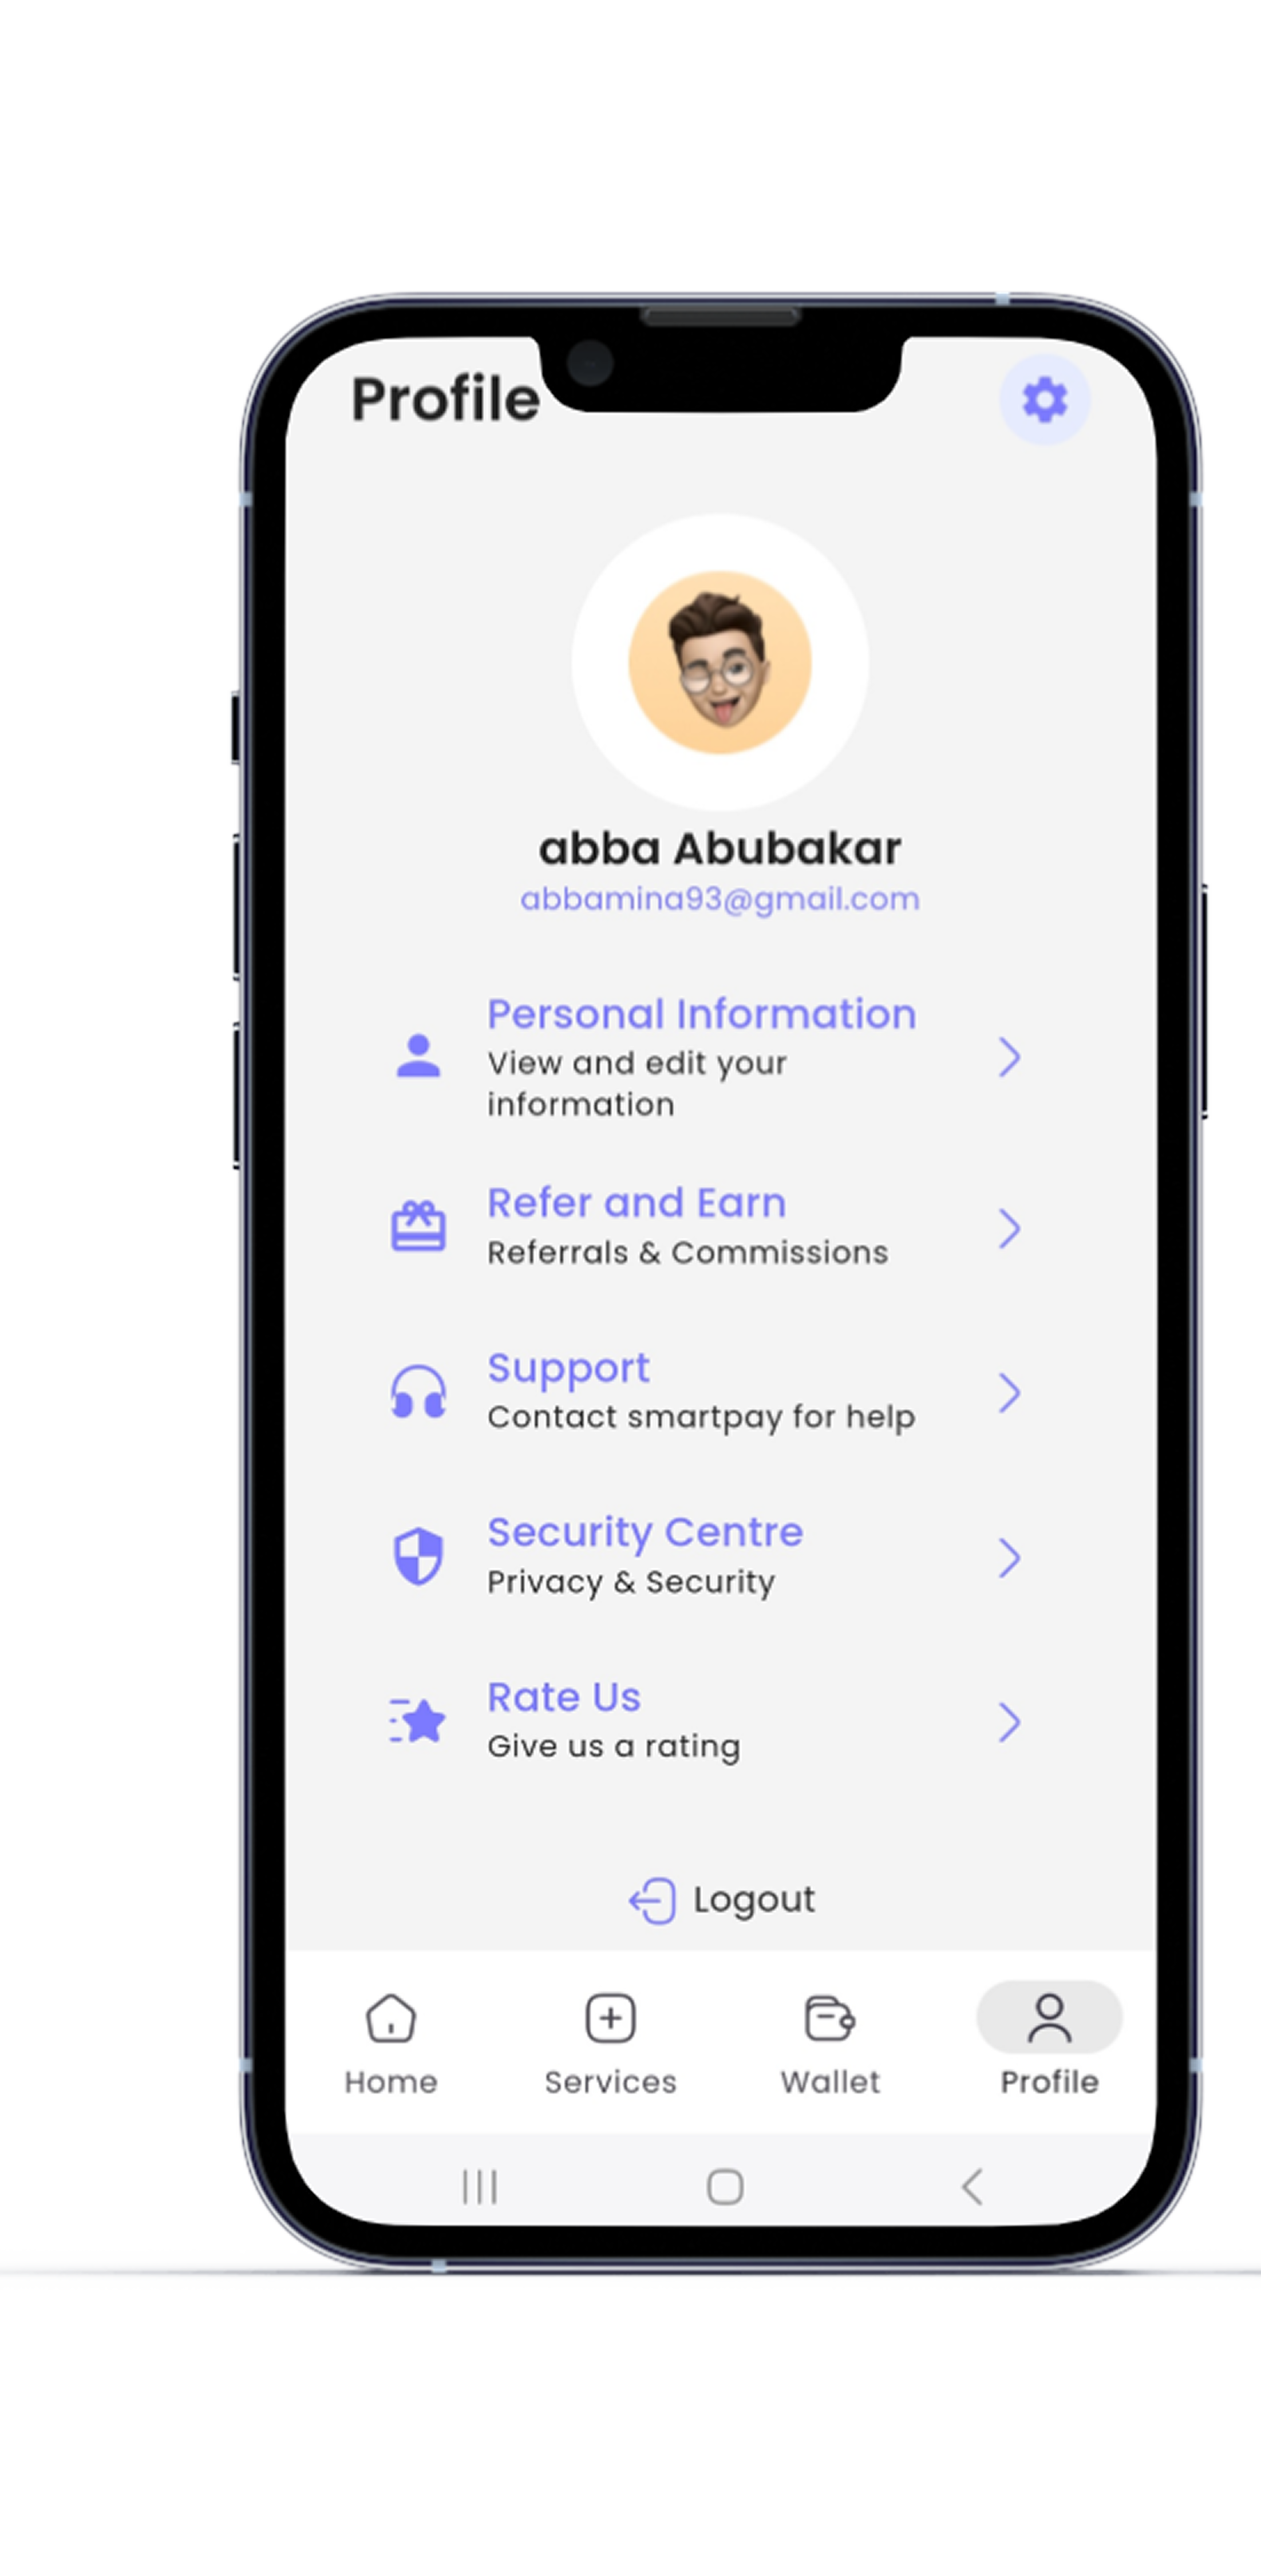 Profile
abba Abubakar
abbamina93@gmail.com
Personal Information
View and edit your
information
Refer and Earn
Referrals & Commissions
Support
Contact smartpay for help
Security Centre
Privacy & Security
Rate Us
Give us a rating
Logout
Home Services Wallet Profile